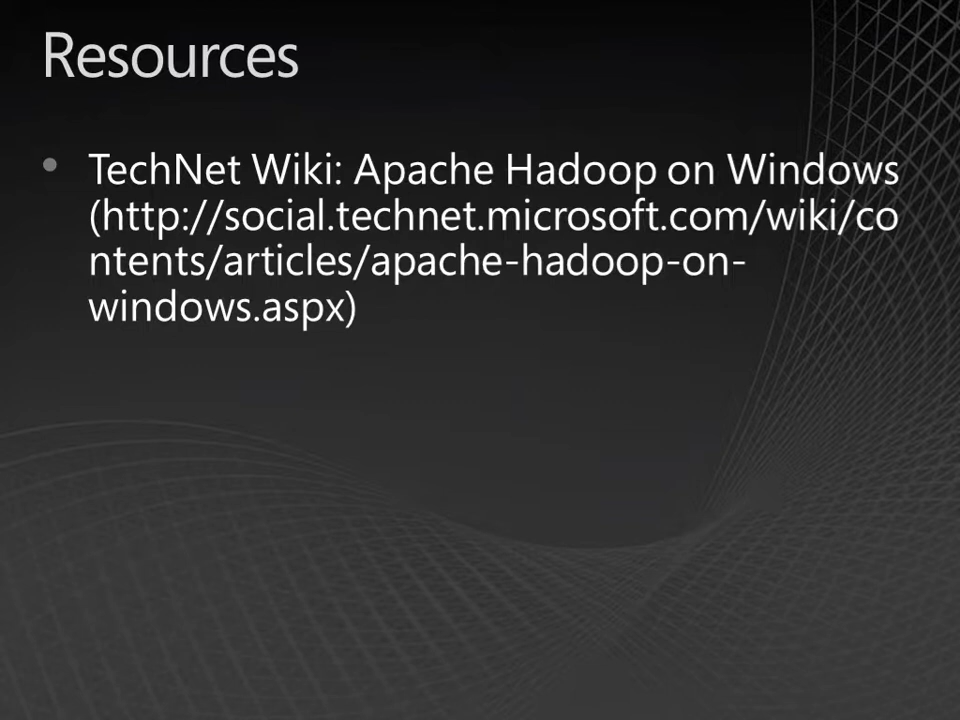 Resources
• TechNet Wiki: Apache Hadoop on Windows
(http://social.technet.microsoft.com/wiki/co
ntents/articles/apache-hadoop-on-
windows.aspx)